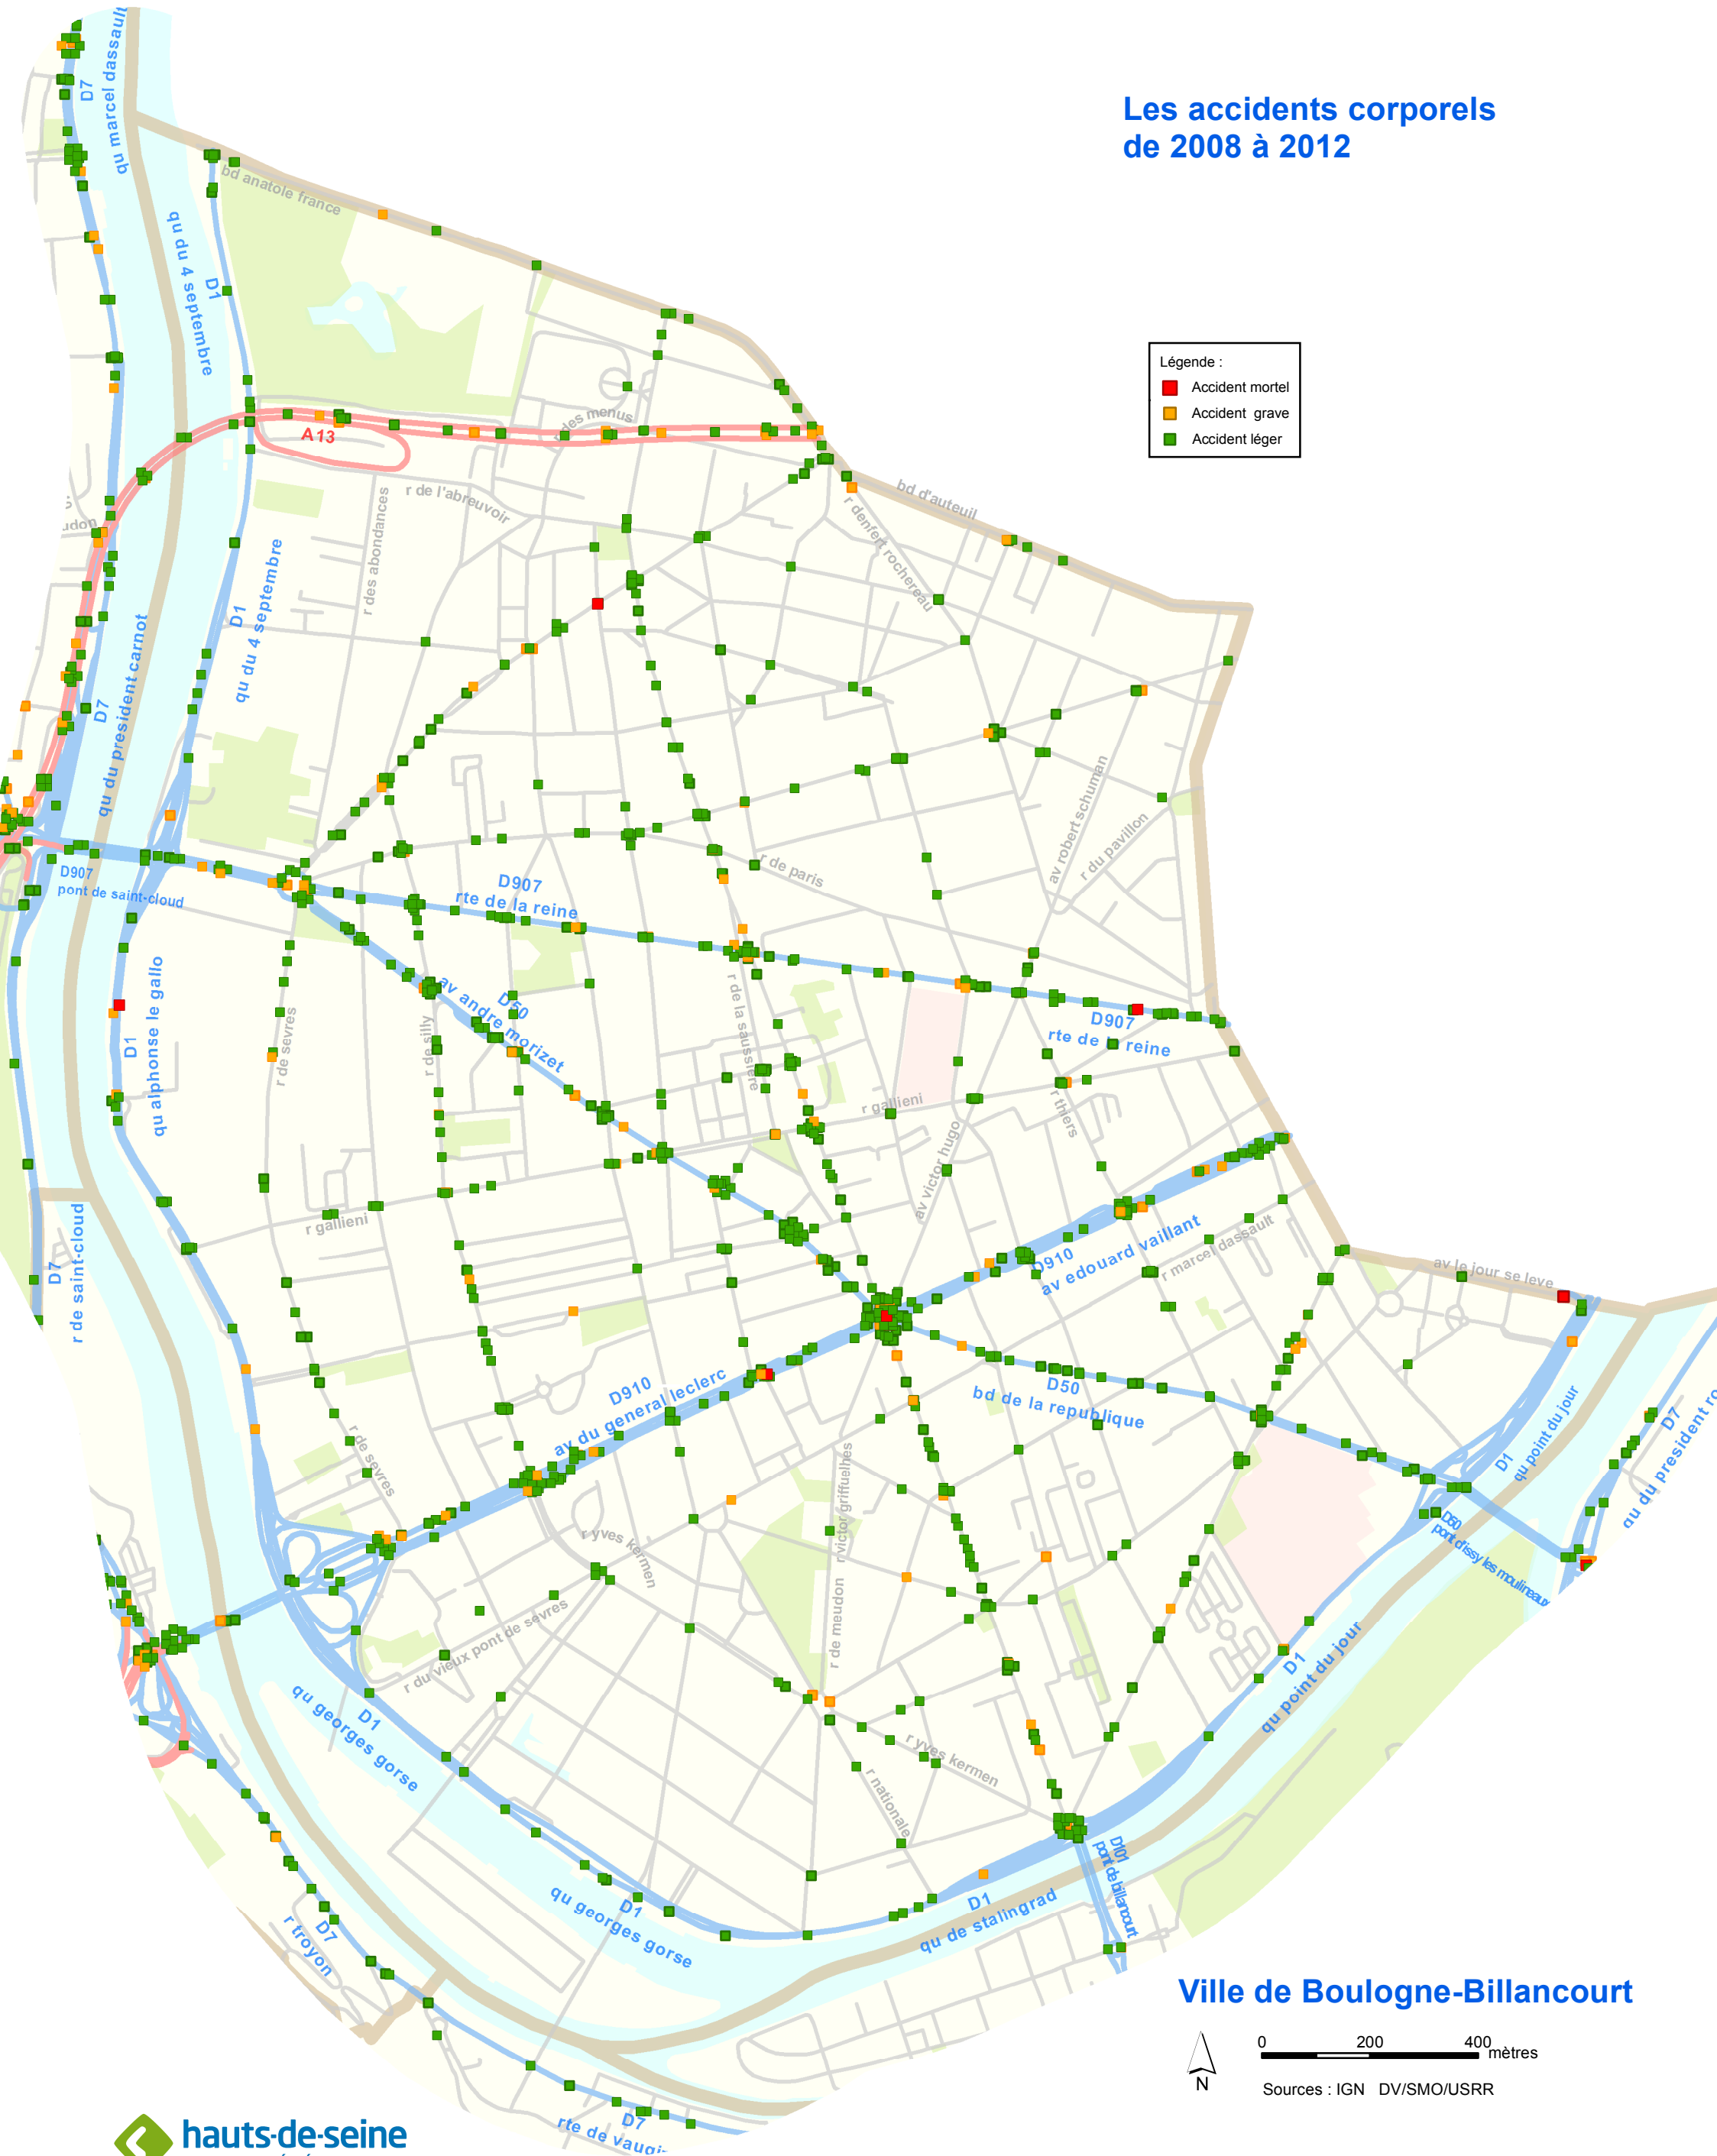 Les accidents corporels
de 2008 à 2012
Légende :
Accident mortel
Accident grave
Accident léger
D7
qu marcel dassault
bd anatole france
qu du 4 septembre
D1
A13
r des menus
r de l'abreuvoir
r des abondances
bd d'auteuil
r denfert rochereau
D1
qu du 4 septembre
D7
qu du president carnot
av robert schuman
r du pavillon
r de paris
D907
pont de saint-cloud
D907
rte de la reine
D50
av andre morizet
r de silly
r de sevres
r de la saussiere
D907
rte de la reine
D1
qu alphonse le gallo
r gallieni
r thiers
av victor hugo
r gallieni
D7
r de saint-cloud
D910
av edouard vaillant
r marcel dassault
av le jour se leve
D910
av du general leclerc
D50
bd de la republique
r de sevres
r victor griffuelhes
D1
qu point du jour
D7
D50
pont d'issy les moulineaux
r yves kermen
r du vieux pont de sevres
r de meudon
D1
qu point du jour
D1
qu georges gorse
r yves kermen
r nationale
D101
pont de billancourt
D1
qu georges gorse
D1
qu de stalingrad
D7
r troyon
D7
rte de
Ville de Boulogne-Billancourt
0 200 400 mètres
N
Sources : IGN DV/SMO/USRR
hauts-de-seine